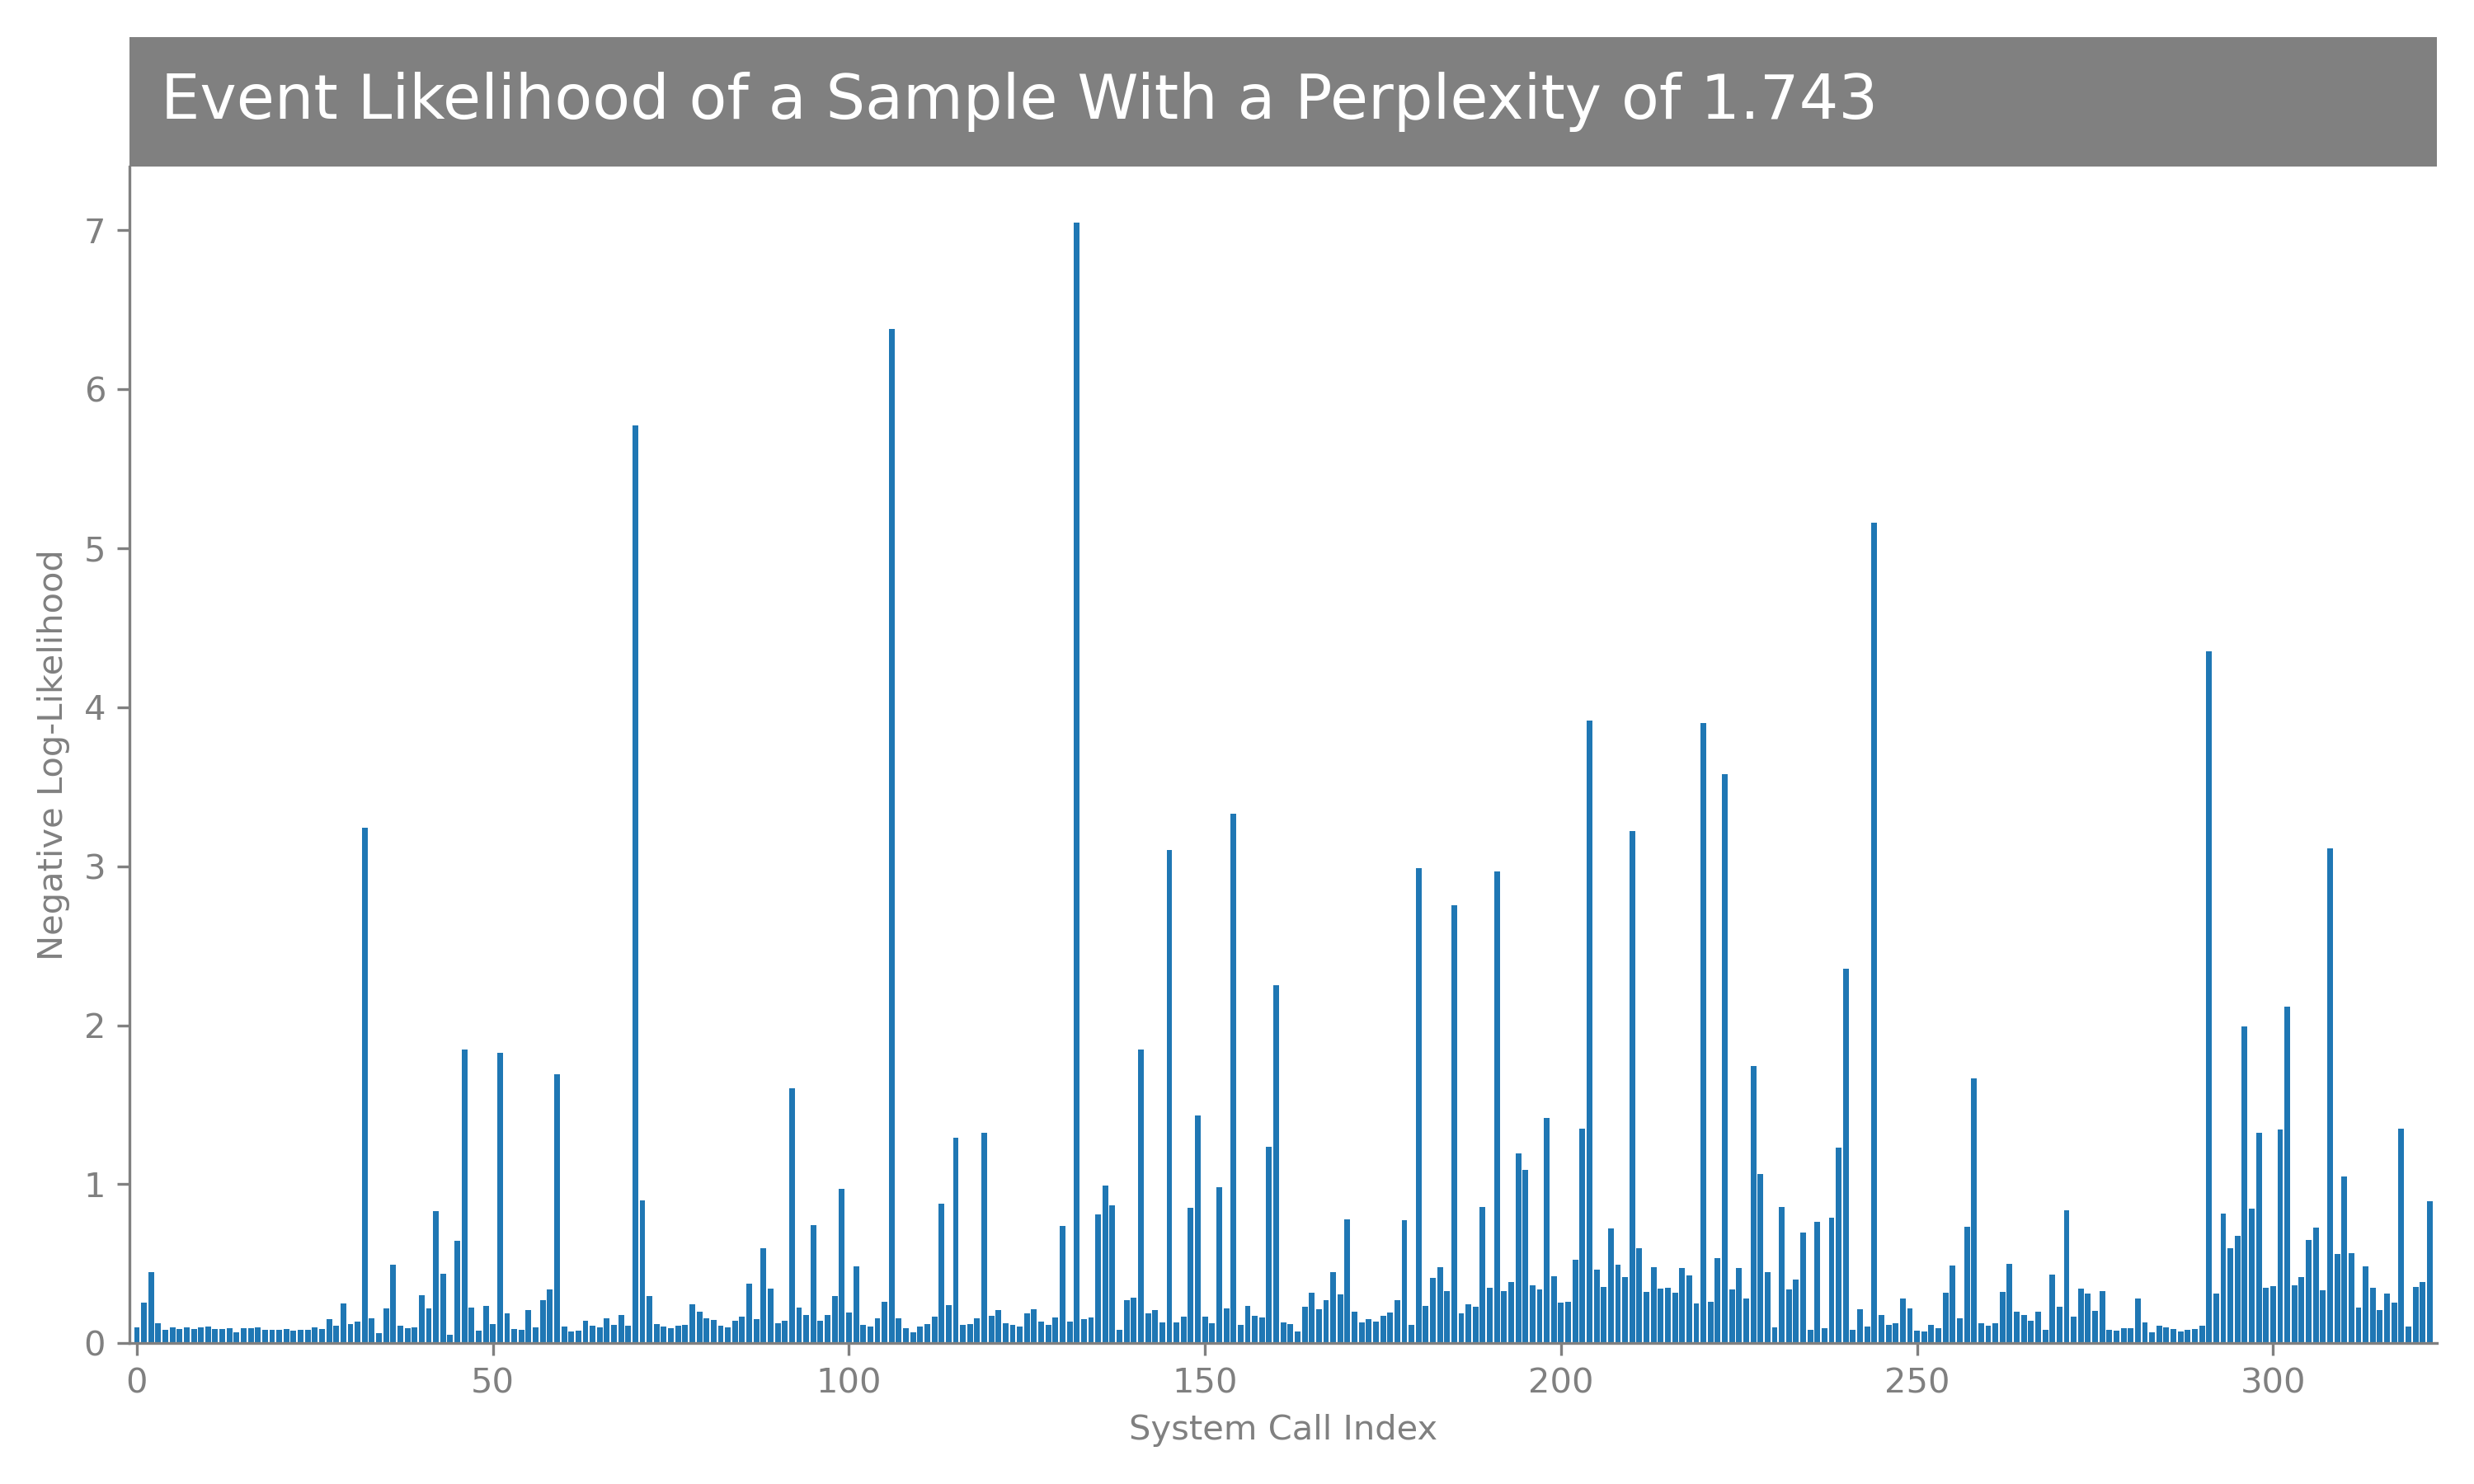 Event Likelihood of a Sample With a Perplexity of 1.743
7
6
5
4
3
2
1
0
Negative Log-Likelihood
0 50 100 150 200 250 300
System Call Index